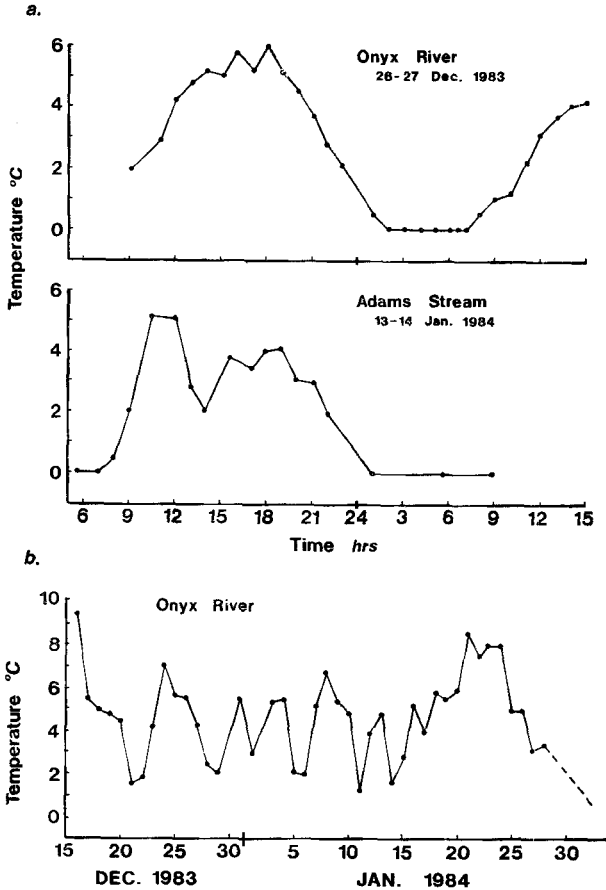 a.
Onyx River
26-27 Dec. 1983
6
4
2
0
Temperature °C
Adams Stream
13-14 Jan. 1984
6
4
2
0
6 9 12 15 18 21 24 3 6 9 12 15
Time hrs
b.
Onyx River
10
8
6
4
2
0
Temperature °C
15 20 25 30 5 10 15 20 25 30
DEC. 1983 JAN. 1984